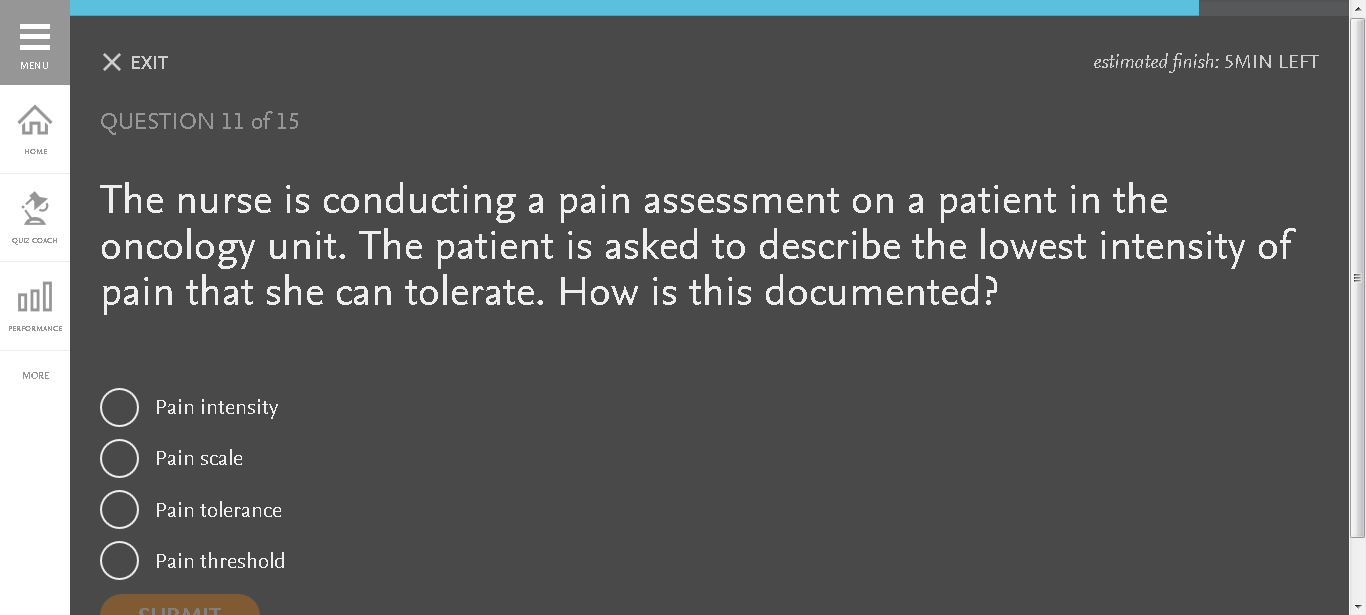 MENU
HOME
QUIZ COACH
PERFORMANCE
MORE
EXIT
estimated finish: 5MIN LEFT
QUESTION 11 of 15
The nurse is conducting a pain assessment on a patient in the
oncology unit. The patient is asked to describe the lowest intensity of
pain that she can tolerate. How is this documented?
Pain intensity
Pain scale
Pain tolerance
Pain threshold
SUBMIT